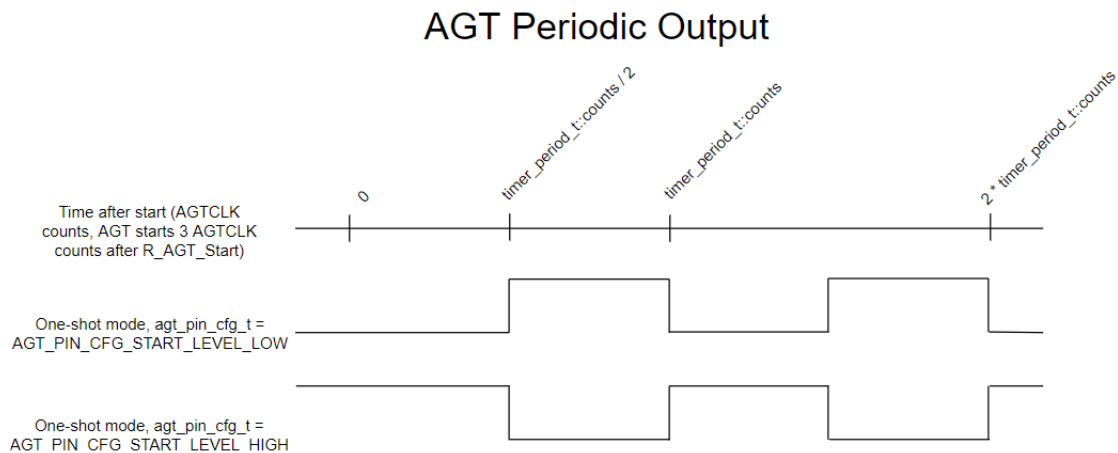 AGT Periodic Output
0
timer_period_t::counts / 2
timer_period_t::counts
2 * timer_period_t::counts
Time after start (AGTCLK
counts, AGT starts 3 AGTCLK
counts after R_AGT_Start)
One-shot mode, agt_pin_cfg_t =
AGT_PIN_CFG_START_LEVEL_LOW
One-shot mode, agt_pin_cfg_t =
AGT_PIN_CFG_START_LEVEL_HIGH